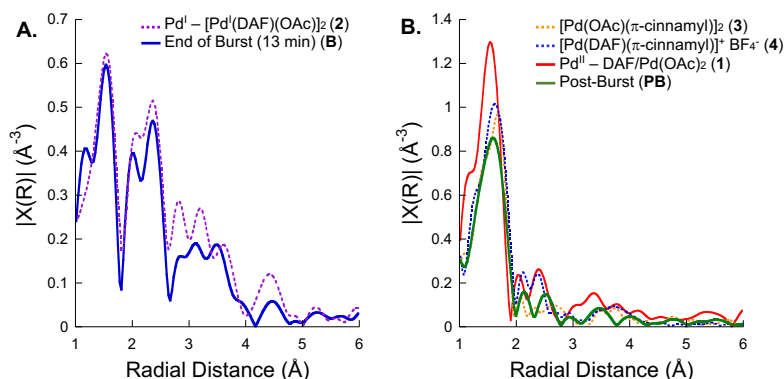 A.
Pdᴵ – [Pdᴵ(DAF)(OAc)]₂ (2)
End of Burst (13 min) (B)
|X(R)| (Å⁻³)
0.7
0.6
0.5
0.4
0.3
0.2
0.1
0
1 2 3 4 5 6
Radial Distance (Å)
B.
[Pd(OAc)(π-cinnamyl)]₂ (3)
[Pd(DAF)(π-cinnamyl)]⁺ BF₄⁻ (4)
Pdᴵᴵ – DAF/Pd(OAc)₂ (1)
Post-Burst (PB)
|X(R)| (Å⁻³)
1.6
1.4
1.2
1
0.8
0.6
0.4
0.2
0
1 2 3 4 5 6
Radial Distance (Å)